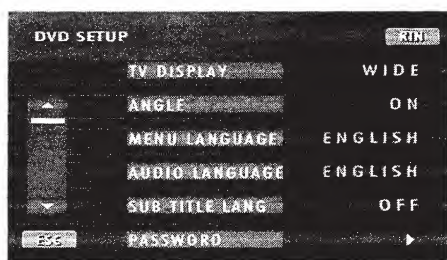 DVD SETUP RTN
TV DISPLAY WIDE
ANGLE ON
MENU LANGUAGE ENGLISH
AUDIO LANGUAGE ENGLISH
SUB TITLE LANG OFF
ESC PASSWORD